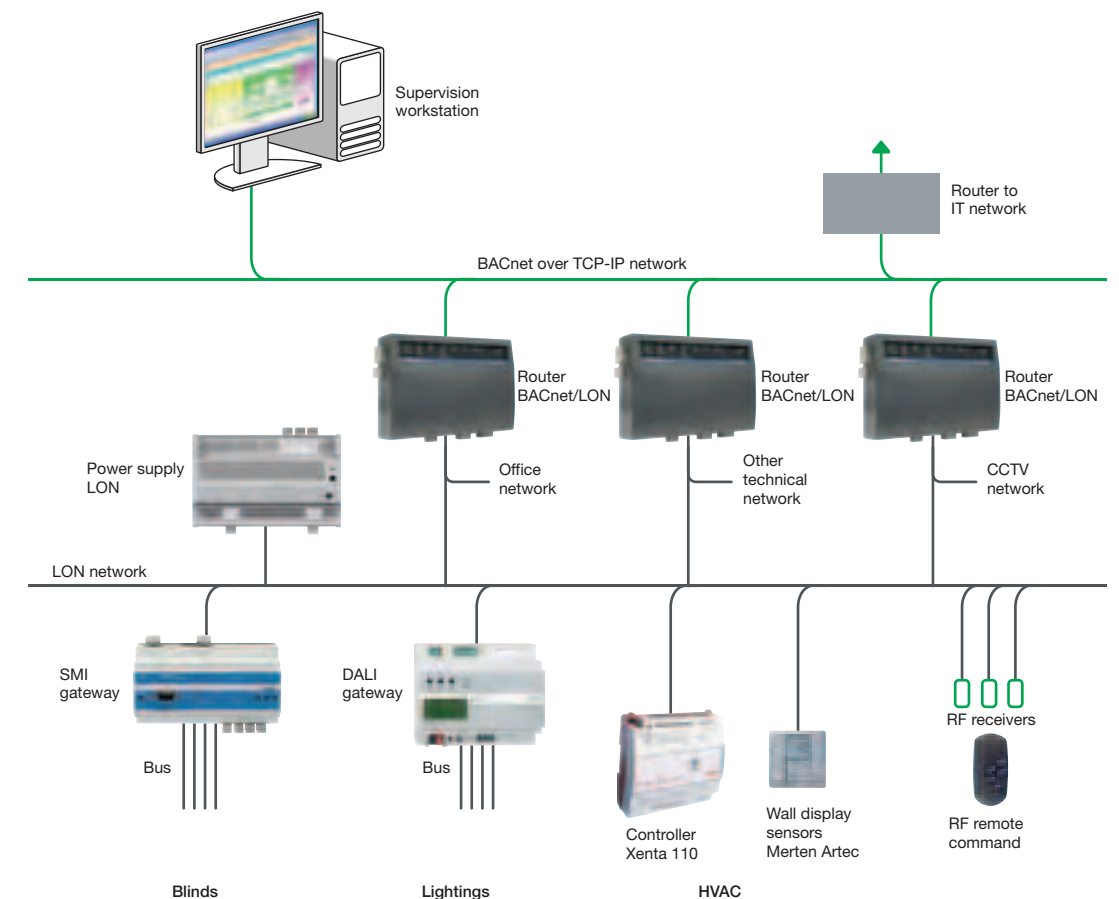 Supervision
workstation
Router to
IT network
BACnet over TCP-IP network
Router
BACnet/LON
Router
BACnet/LON
Router
BACnet/LON
Power supply
LON
Office
network
Other
technical
network
CCTV
network
LON network
SMI
gateway
DALI
gateway
RF receivers
Bus
Bus
Wall display
sensors
Merten Artec
RF remote
command
Controller
Xenta 110
Blinds
Lightings
HVAC